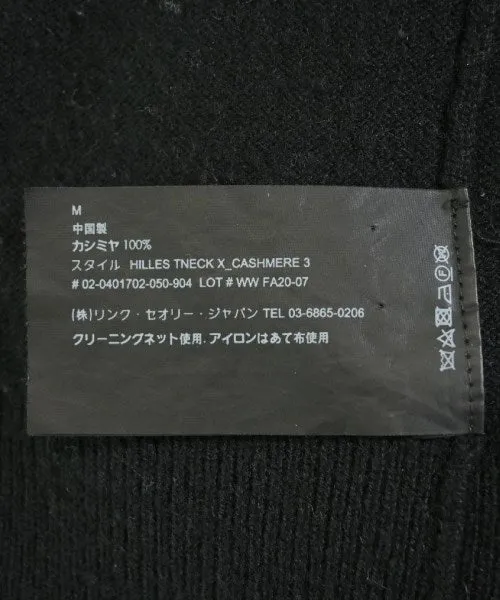 M
中国製
カシミヤ 100%
スタイル HILLES TNECK X_CASHMERE 3
# 02-0401702-050-904 LOT # WW FA20-07
(株)リンク・セオリー・ジャパン TEL 03-6865-0206
クリーニングネット使用.アイロンはあて布使用